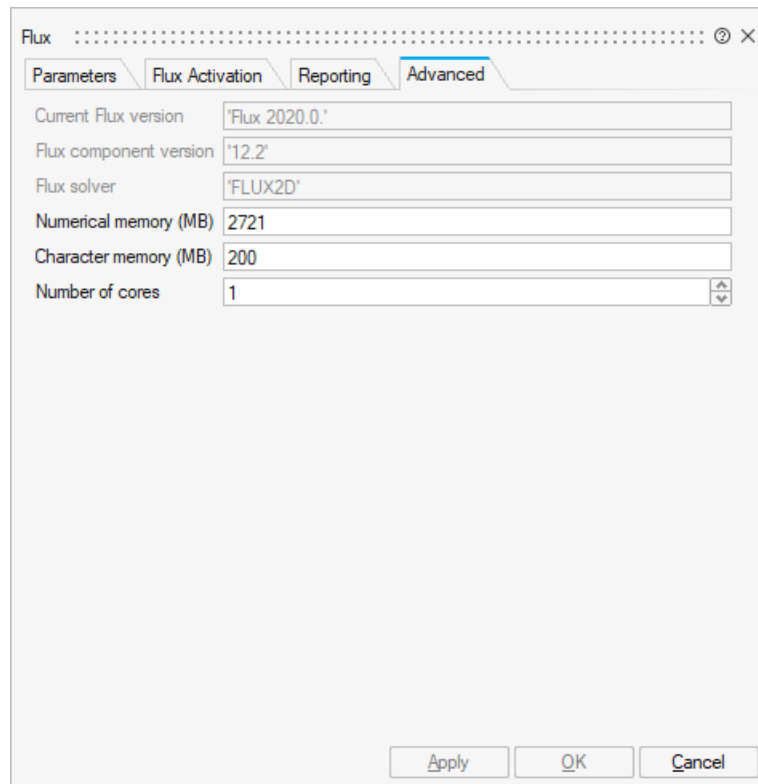 Flux
Parameters Flux Activation Reporting Advanced
Current Flux version 'Flux 2020.0.'
Flux component version '12.2'
Flux solver 'FLUX2D'
Numerical memory (MB) 2721
Character memory (MB) 200
Number of cores 1
Apply OK Cancel